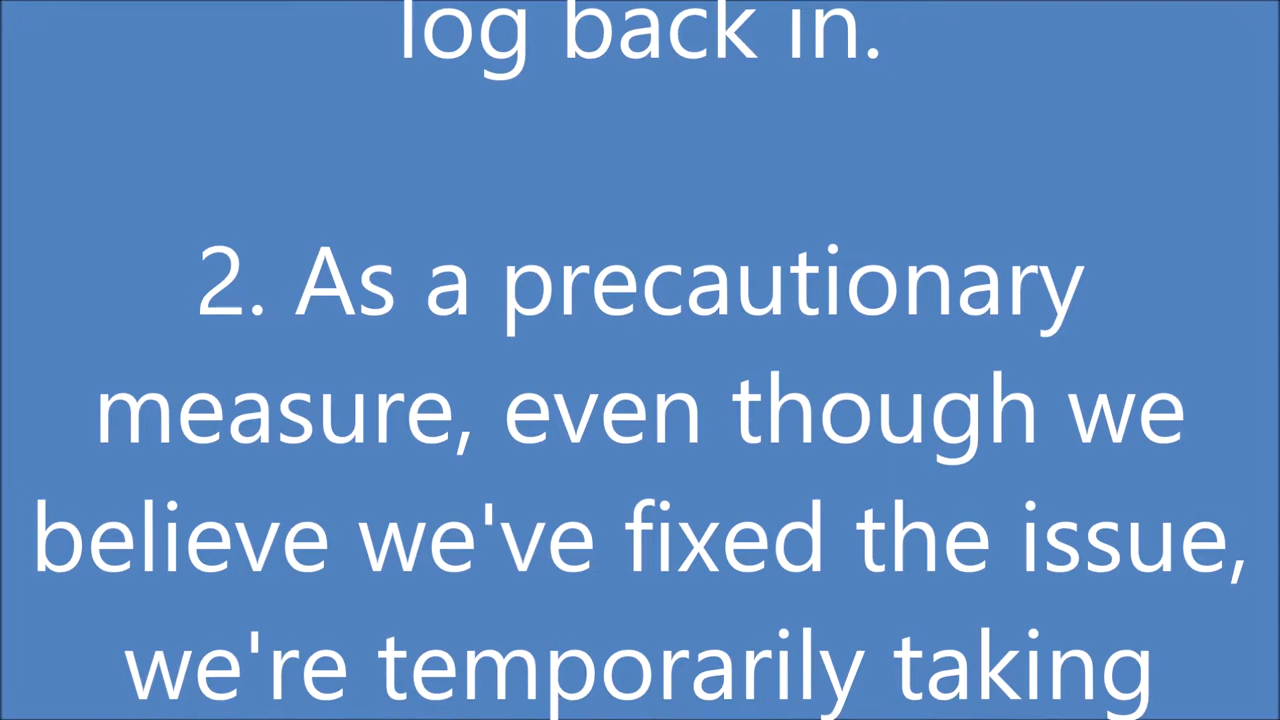 log back in.
2. As a precautionary
measure, even though we
believe we've fixed the issue,
we're temporarily taking